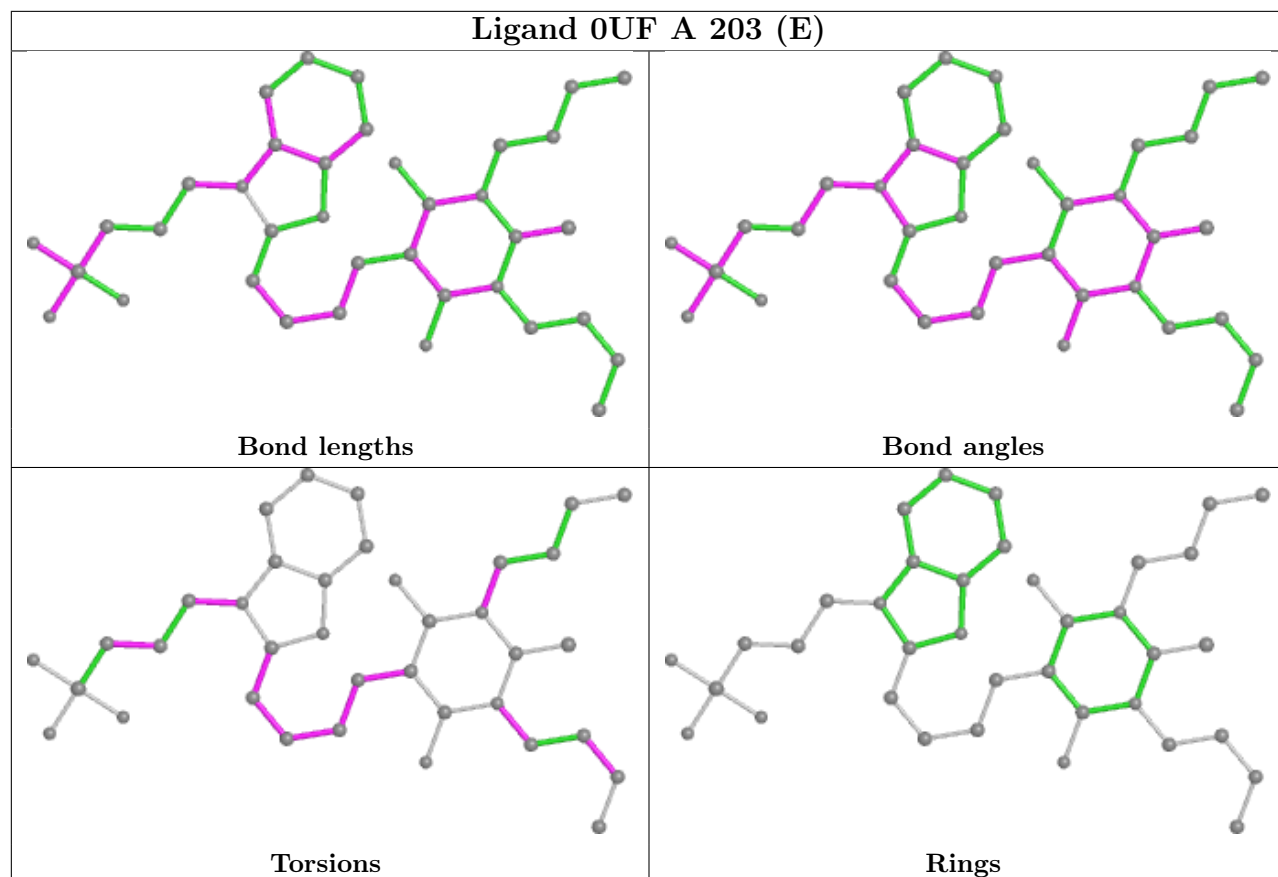 Ligand 0UF A 203 (E)
Bond lengths
Bond angles
Torsions
Rings